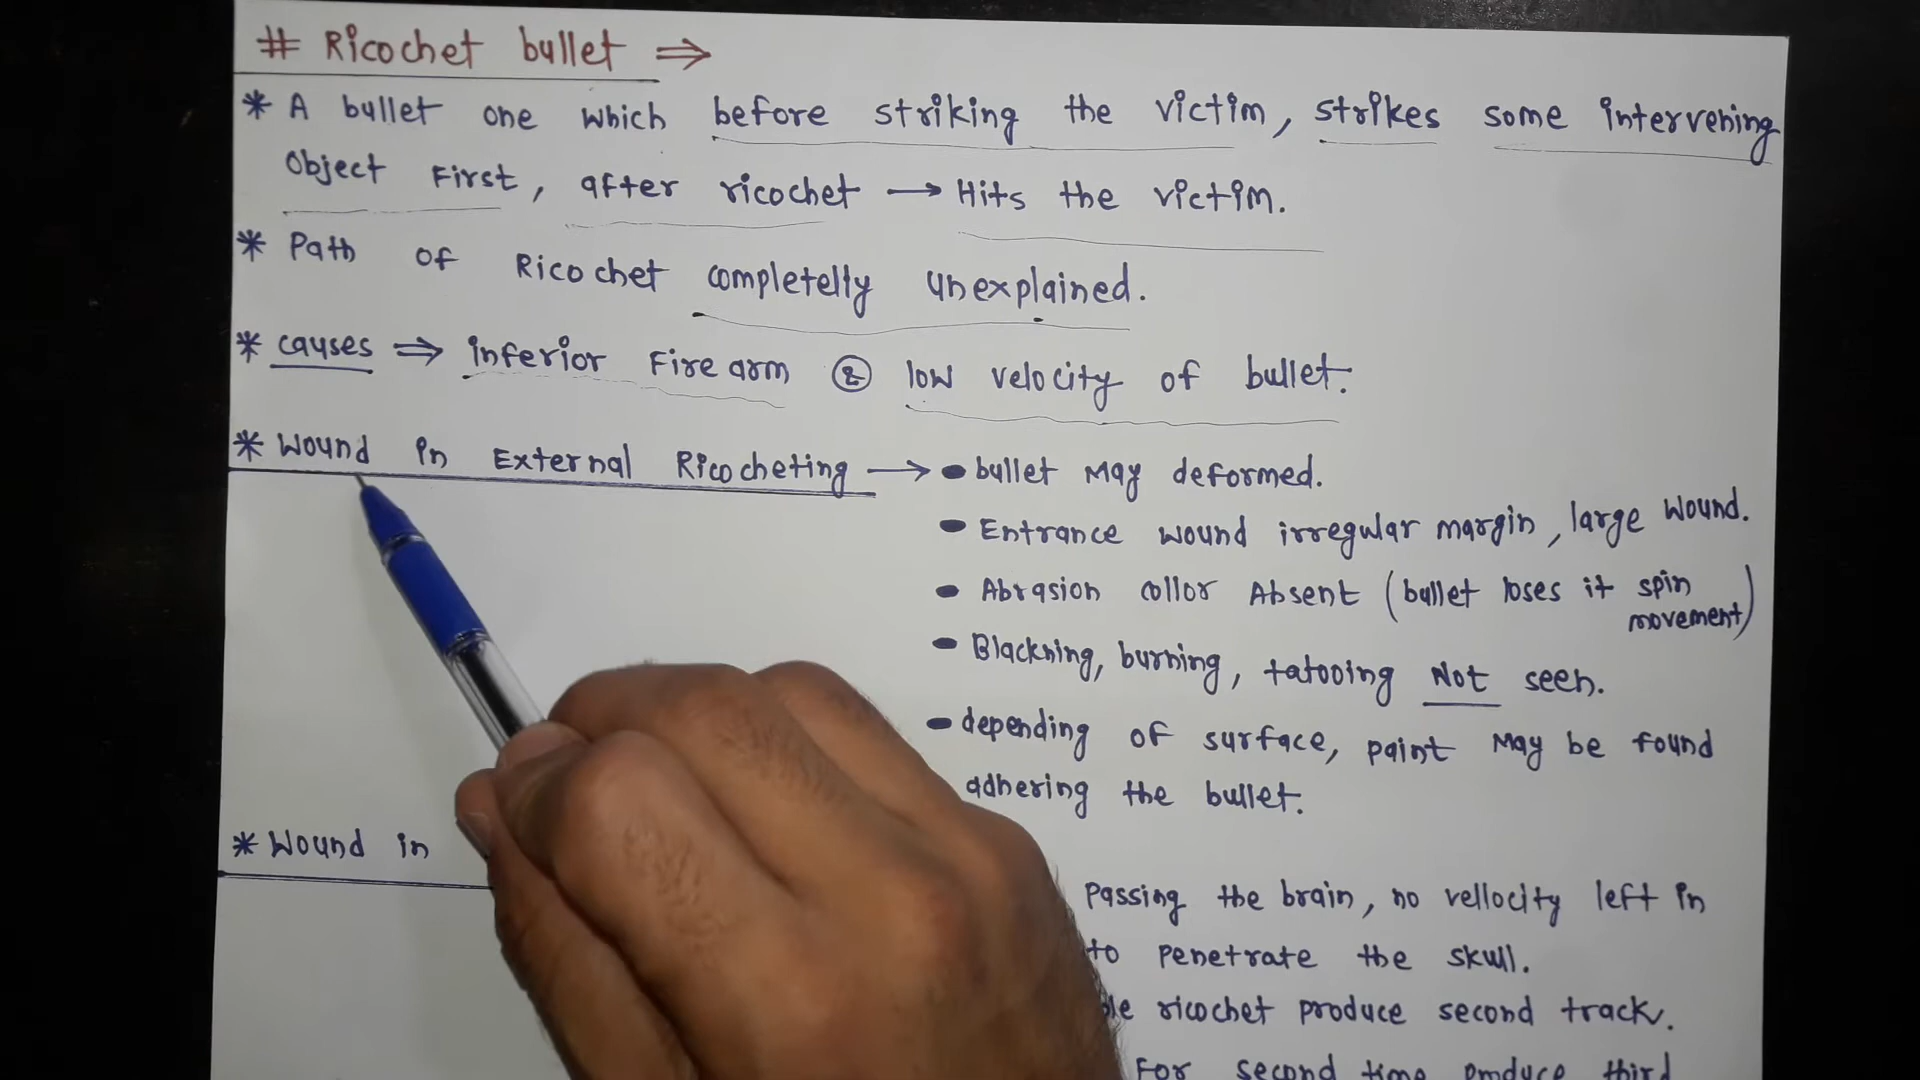 # Ricochet bullet ⇒
* A bullet one which before striking the victim, strikes some intervening
object First, after ricochet → Hits the victim.
* Path of Ricochet completelly unexplained.
* causes ⇒ inferior Firearm & low velocity of bullet.
* Wound in External Ricocheting → • bullet may deformed.
• Entrance wound irregular margin, large wound.
• Abrasion collor Absent (bullet loses it spin
movement)
• Blackning, burning, tatooing Not seen.
• depending of surface, paint may be found
adhering the bullet.
* Wound in
Passing the brain, no vellocity left in
to penetrate the skull.
ricochet produce second track.
For second time produce third